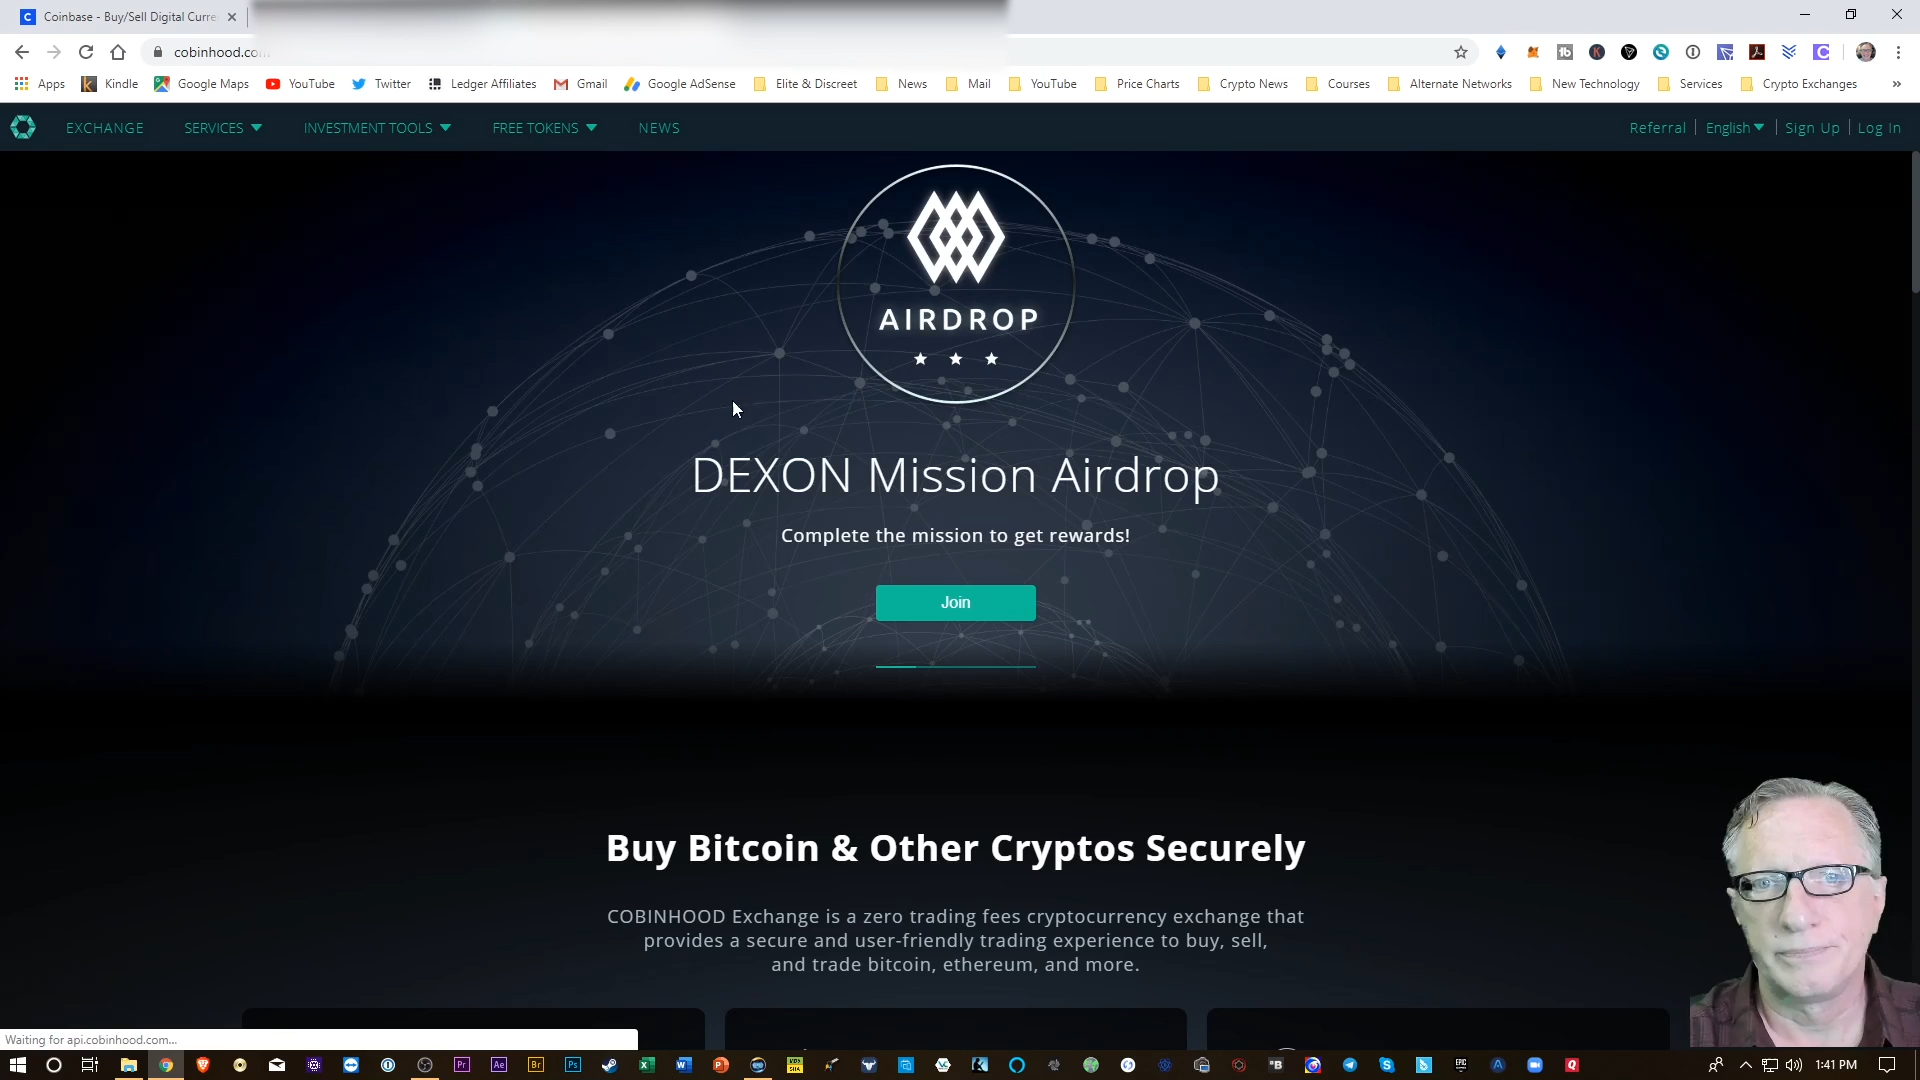 Coinbase - Buy/Sell Digital Curre
cobinhood.co
Apps
Kindle
Google Maps
YouTube
Twitter
Ledger Affiliates
Gmail
Google AdSense
Elite & Discreet
News
Mail
YouTube
Price Charts
Crypto News
Courses
Alternate Networks
New Technology
Services
Crypto Exchanges
EXCHANGE
SERVICES
INVESTMENT TOOLS
FREE TOKENS
NEWS
Referral
English
Sign Up
Log In
AIRDROP
DEXON Mission Airdrop
Complete the mission to get rewards!
Join
Buy Bitcoin & Other Cryptos Securely
COBINHOOD Exchange is a zero trading fees cryptocurrency exchange that
provides a secure and user-friendly trading experience to buy, sell,
and trade bitcoin, ethereum, and more.
Waiting for api.cobinhood.com...
1:41 PM